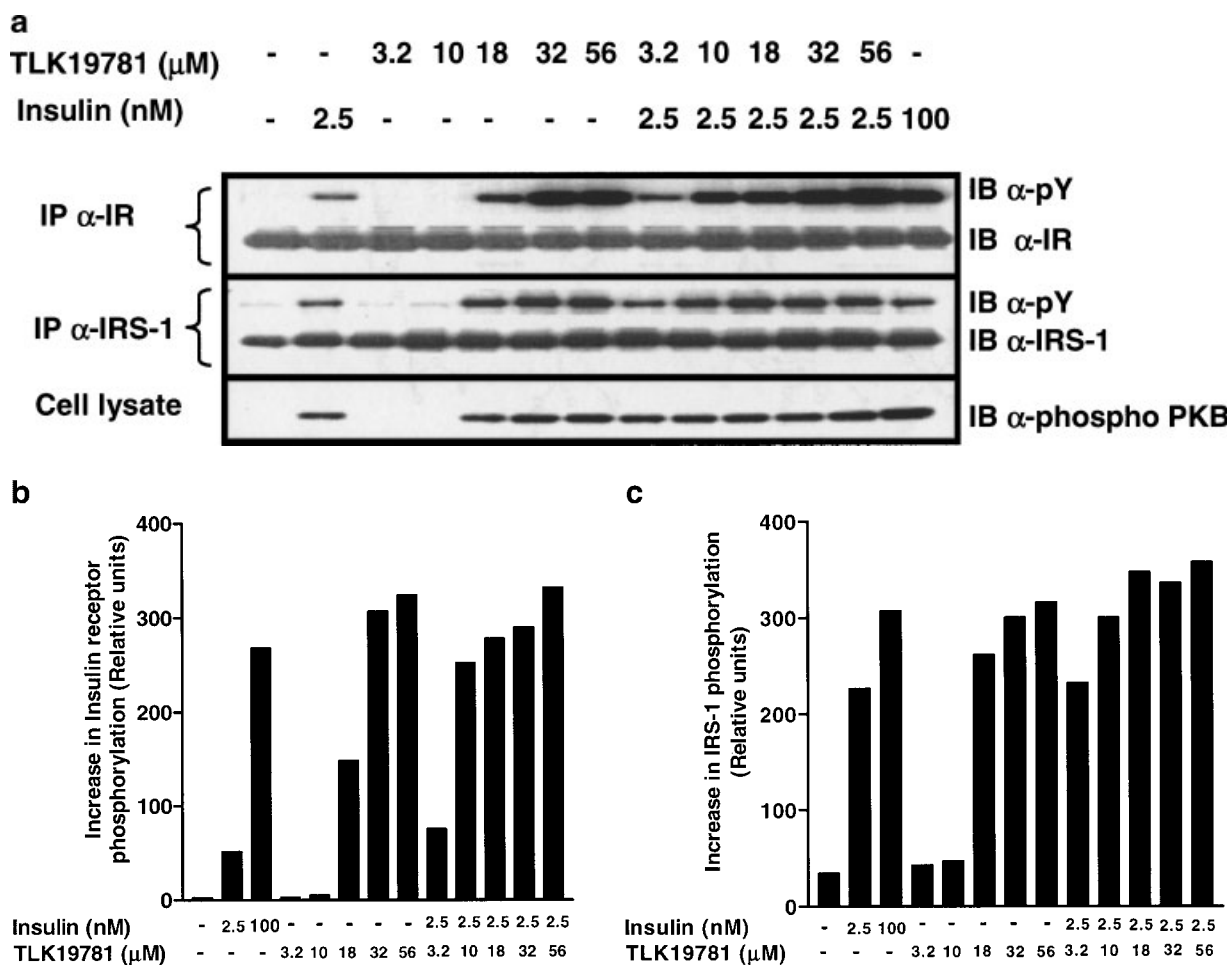 a
TLK19781 (μM) - - 3.2 10 18 32 56 3.2 10 18 32 56 -
Insulin (nM) - 2.5 - - - - - 2.5 2.5 2.5 2.5 2.5 100
IP α-IR
IB α-pY
IB α-IR
IP α-IRS-1
IB α-pY
IB α-IRS-1
Cell lysate
IB α-phospho PKB
b
Increase in Insulin receptor
phosphorylation (Relative units)
400
300
200
100
0
Insulin (nM) - 2.5 100 - - - - - 2.5 2.5 2.5 2.5 2.5
TLK19781 (μM) - - - 3.2 10 18 32 56 3.2 10 18 32 56
c
Increase in IRS-1 phosphorylation
(Relative units)
400
300
200
100
0
Insulin (nM) - 2.5 100 - - - - - 2.5 2.5 2.5 2.5 2.5
TLK19781 (μM) - - - 3.2 10 18 32 56 3.2 10 18 32 56